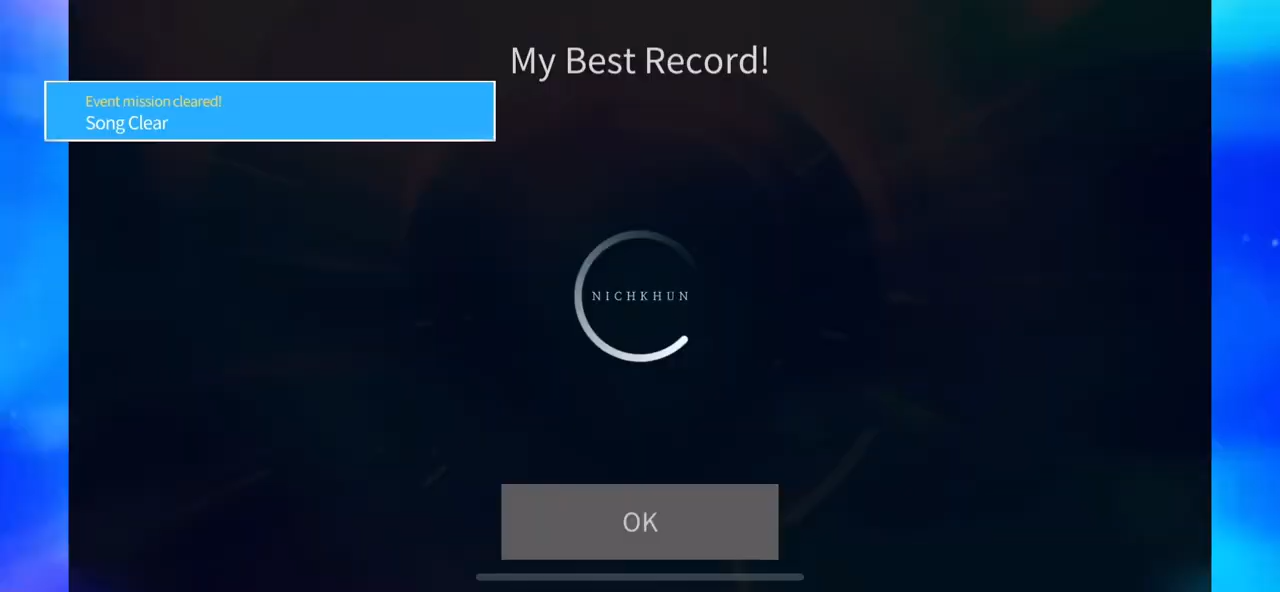 My Best Record!
Event mission cleared!
Song Clear
NICHKHUN
OK